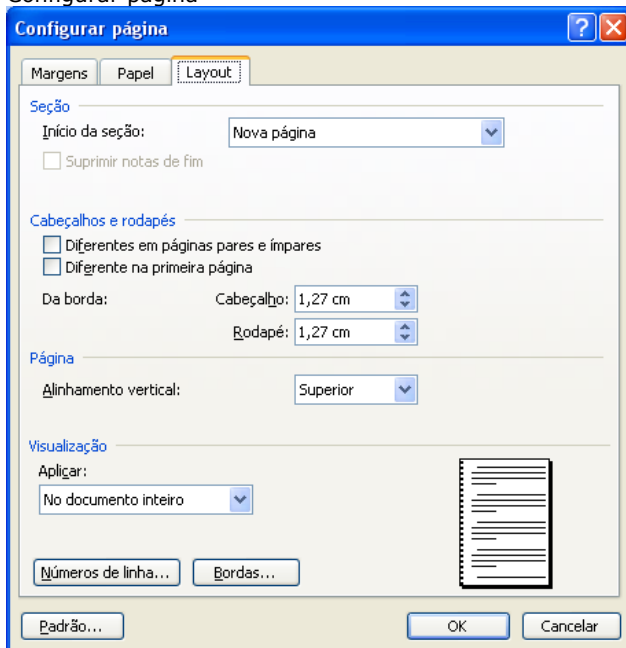 Configurar página
Configurar página
Margens Papel Layout
Seção
Início da seção: Nova página
Suprimir notas de fim
Cabeçalhos e rodapés
Diferentes em páginas pares e ímpares
Diferente na primeira página
Da borda: Cabeçalho: 1,27 cm
Rodapé: 1,27 cm
Página
Alinhamento vertical: Superior
Visualização
Aplicar:
No documento inteiro
Números de linha... Bordas...
Padrão... OK Cancelar